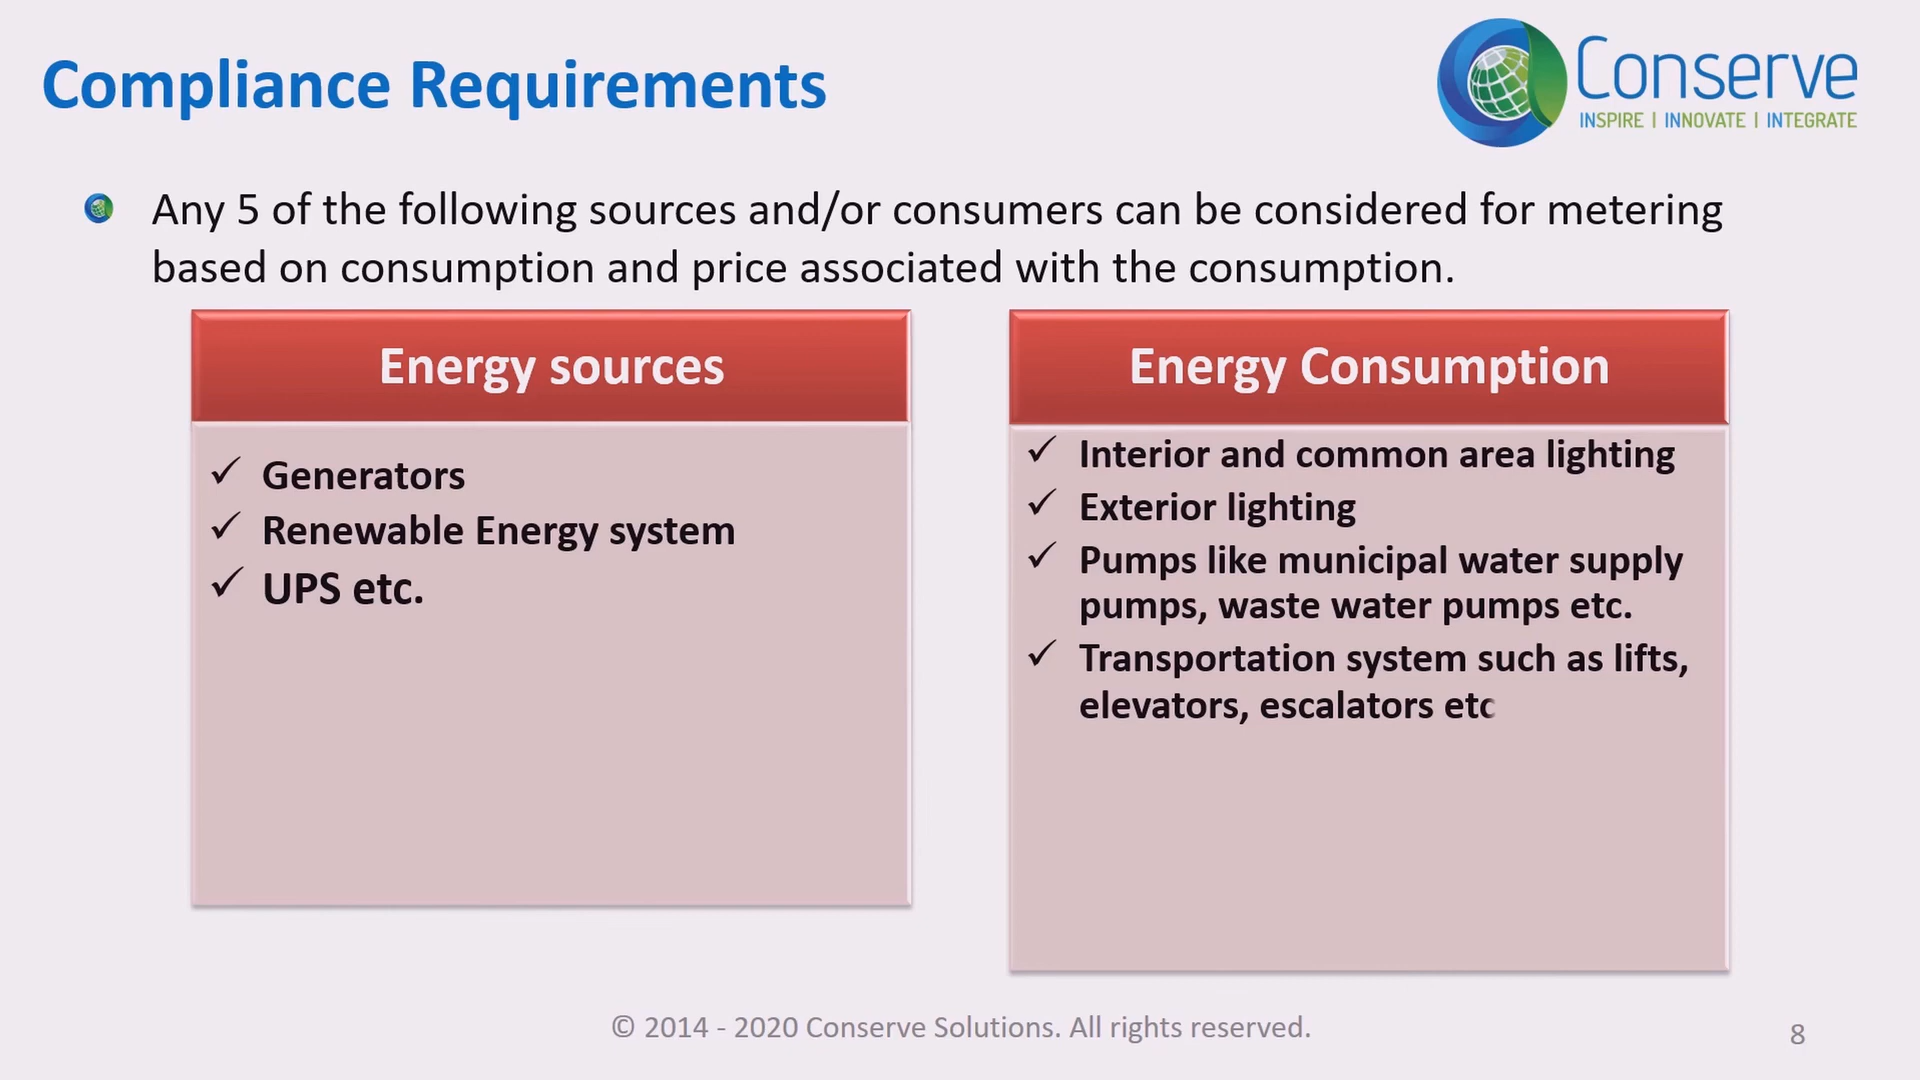 Compliance Requirements
Conserve
INSPIRE | INNOVATE | INTEGRATE
Any 5 of the following sources and/or consumers can be considered for metering
based on consumption and price associated with the consumption.
Energy sources
✓ Generators
✓ Renewable Energy system
✓ UPS etc.
Energy Consumption
✓ Interior and common area lighting
✓ Exterior lighting
✓ Pumps like municipal water supply
pumps, waste water pumps etc.
✓ Transportation system such as lifts,
elevators, escalators etc
© 2014 - 2020 Conserve Solutions. All rights reserved.
8